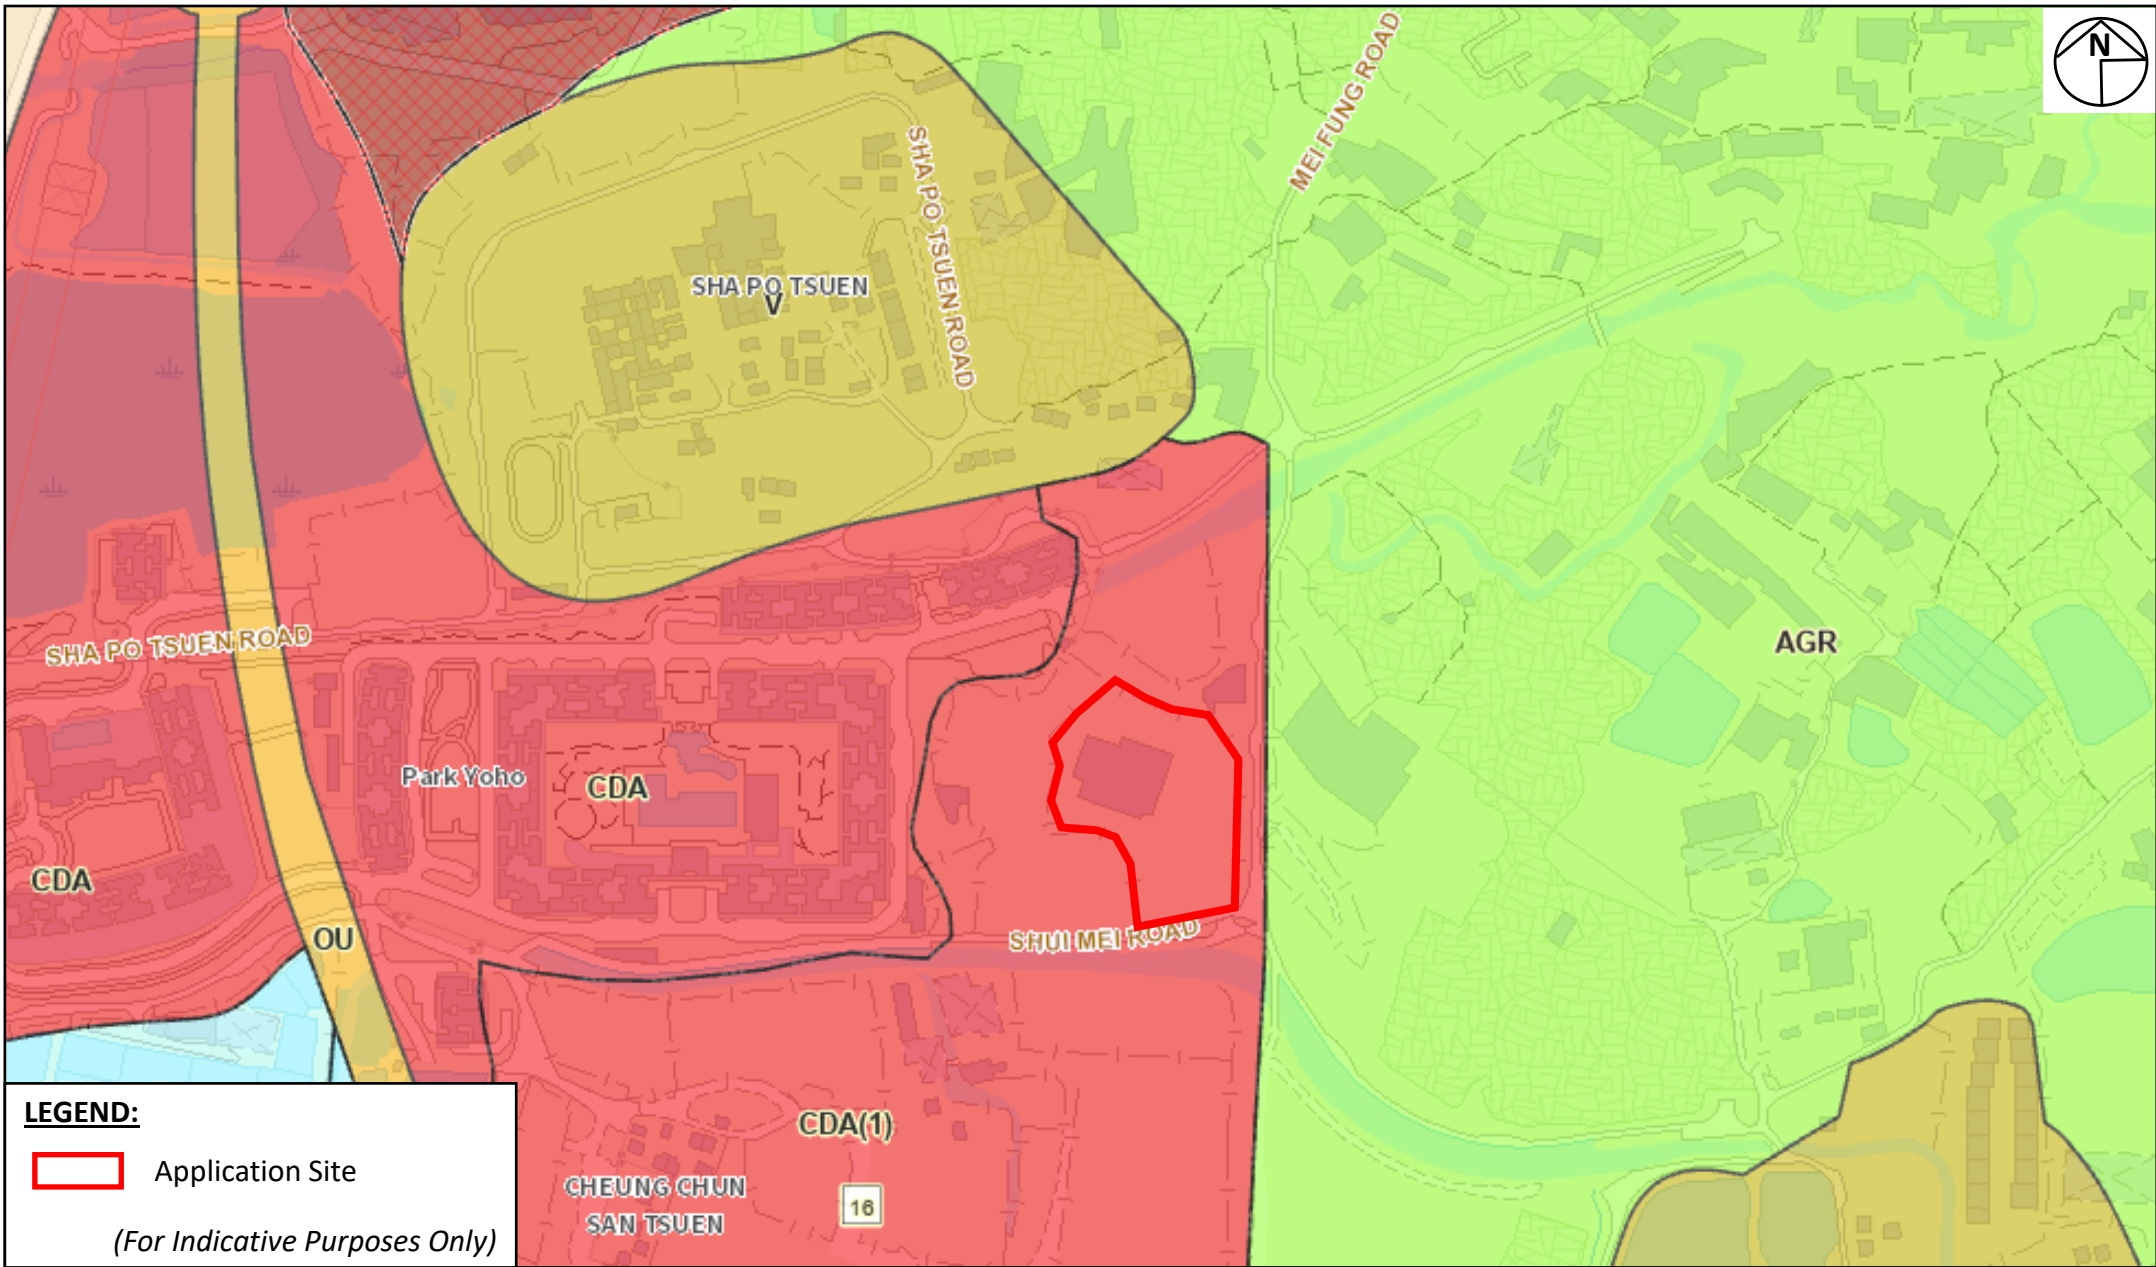 N
MEI FUNG ROAD
SHA PO TSUEN ROAD
SHA PO TSUEN
V
SHA PO TSUEN ROAD
AGR
Park Yoho
CDA
CDA
OU
SHUI MEI ROAD
CDA(1)
CHEUNG CHUN
SAN TSUEN
16
LEGEND:
Application Site
(For Indicative Purposes Only)